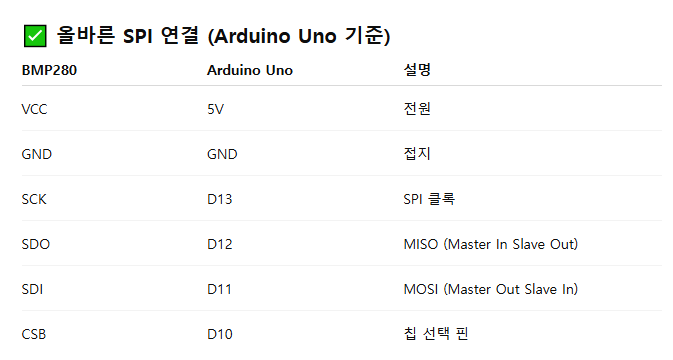 ✅ 올바른 SPI 연결 (Arduino Uno 기준)
BMP280 Arduino Uno 설명
VCC 5V 전원
GND GND 접지
SCK D13 SPI 클록
SDO D12 MISO (Master In Slave Out)
SDI D11 MOSI (Master Out Slave In)
CSB D10 칩 선택 핀